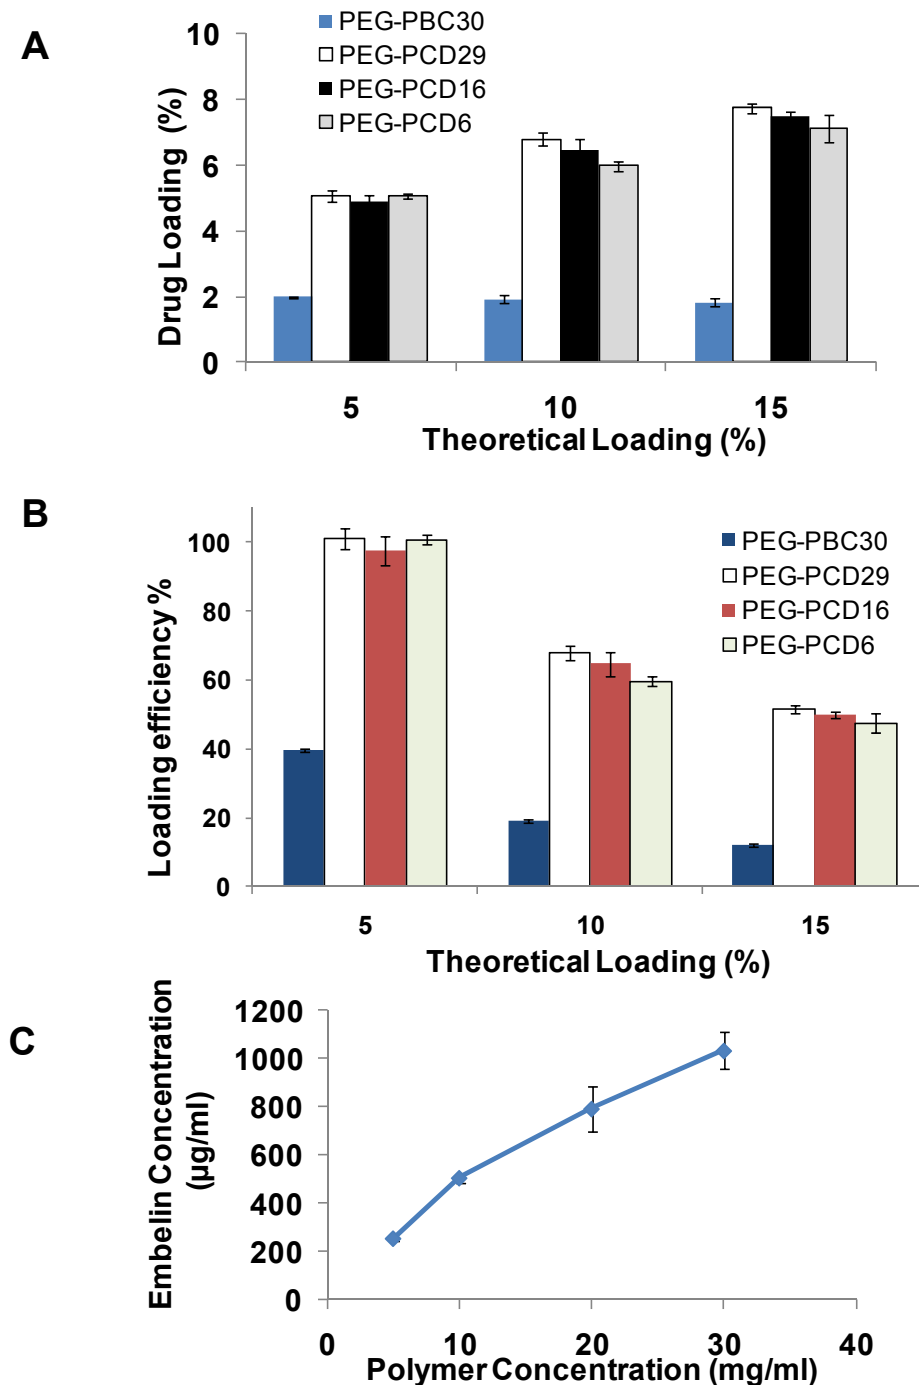 A
PEG-PBC30
PEG-PCD29
PEG-PCD16
PEG-PCD6
10
8
6
4
2
0
Drug Loading (%)
5 10 15
Theoretical Loading (%)
B
PEG-PBC30
PEG-PCD29
PEG-PCD16
PEG-PCD6
100
80
60
40
20
0
Loading efficiency %
5 10 15
Theoretical Loading (%)
C
1200
1000
800
600
400
200
0
Embelin Concentration
(µg/ml)
0 10 20 30 40
Polymer Concentration (mg/ml)